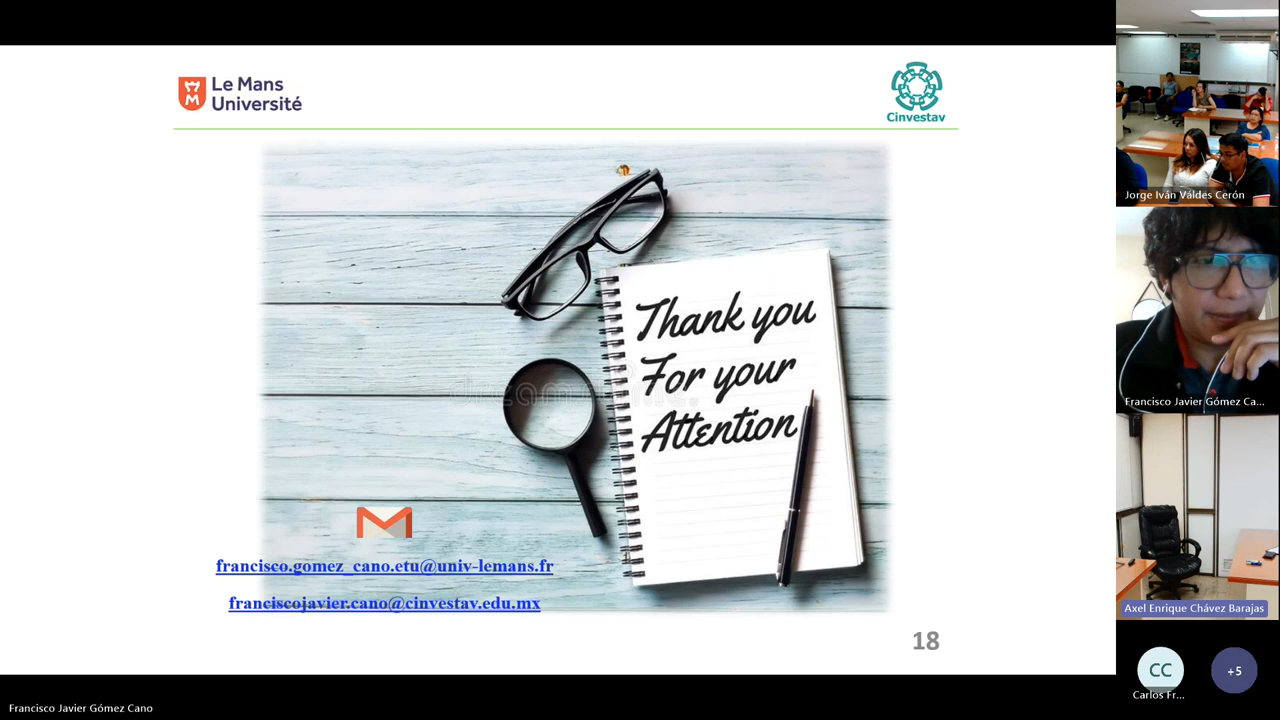 Le Mans
Université
Cinvestav
Thank you
For your
Attention
francisco.gomez_cano.etu@univ-lemans.fr
franciscojavier.cano@cinvestav.edu.mx
18
Francisco Javier Gómez Cano
Jorge Iván Váldes Cerón
Francisco Javier Gómez Ca...
Axel Enrique Chávez Barajas
CC
Carlos Fr...
+5